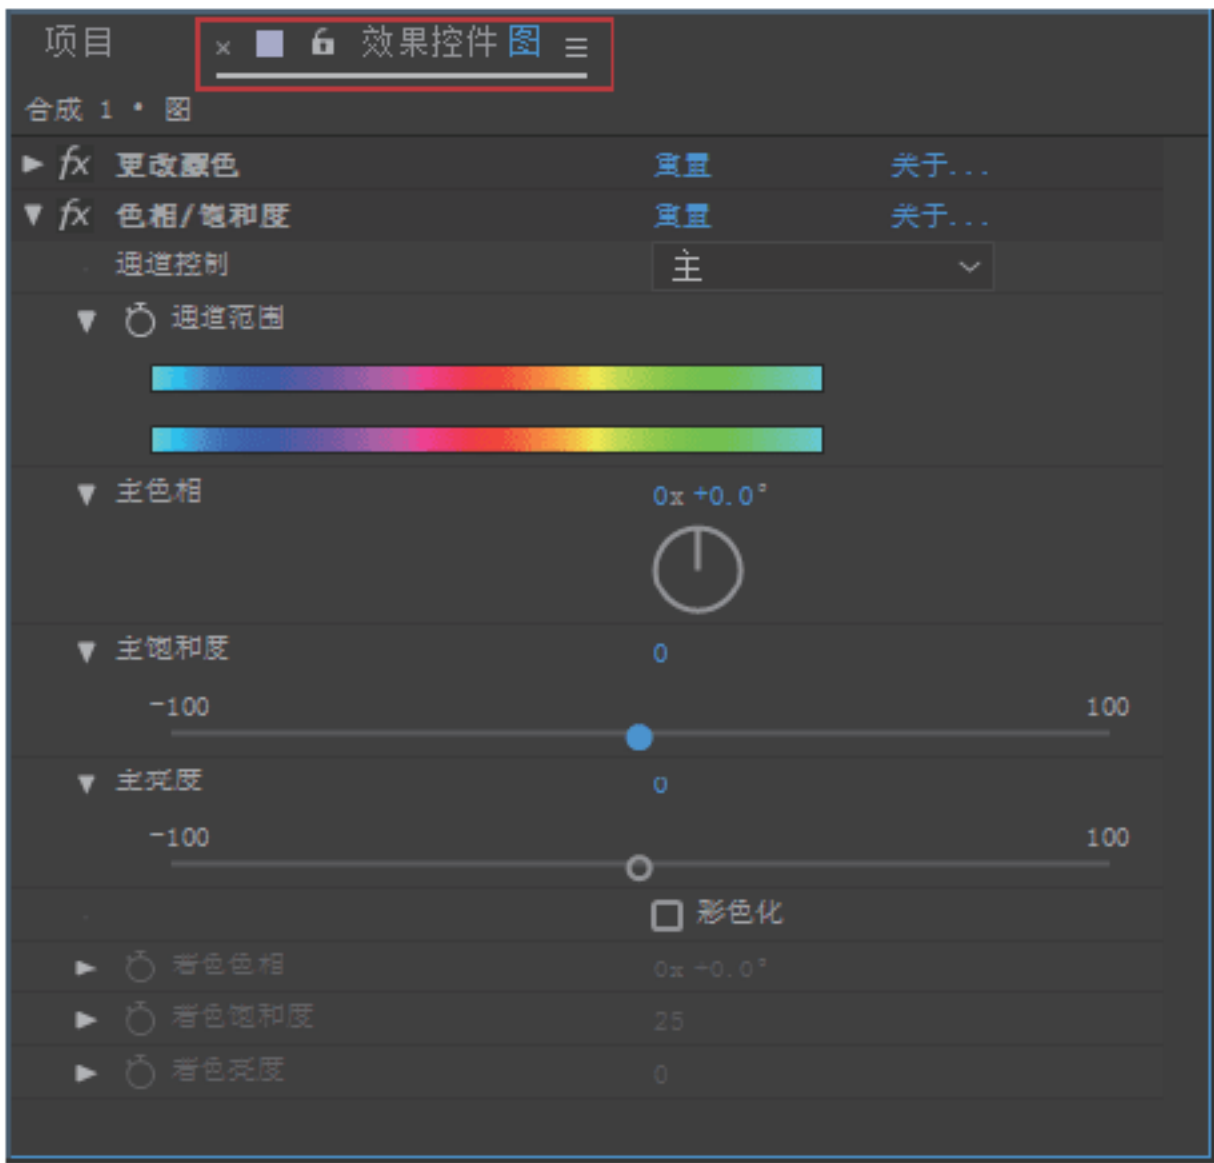 项目
× 效果控件 图 ≡
合成 1 • 图
fx 更改颜色 重置 关于...
fx 色相/饱和度 重置 关于...
通道控制 主
通道范围
主色相 0x +0.0°
主饱和度 0
-100 100
主亮度 0
-100 100
彩色化
着色色相 0x +0.0°
着色饱和度 25
着色亮度 0